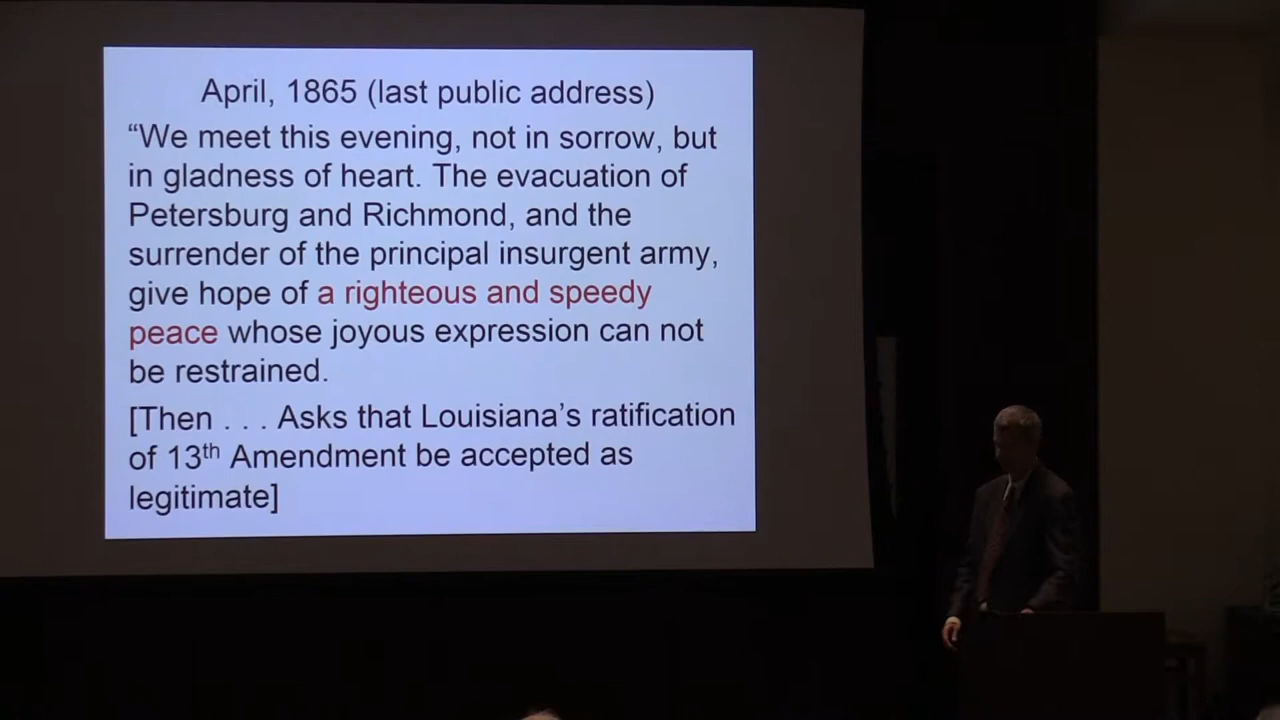 April, 1865 (last public address)
“We meet this evening, not in sorrow, but
in gladness of heart. The evacuation of
Petersburg and Richmond, and the
surrender of the principal insurgent army,
give hope of a righteous and speedy
peace whose joyous expression can not
be restrained.
[Then . . . Asks that Louisiana’s ratification
of 13th Amendment be accepted as
legitimate]